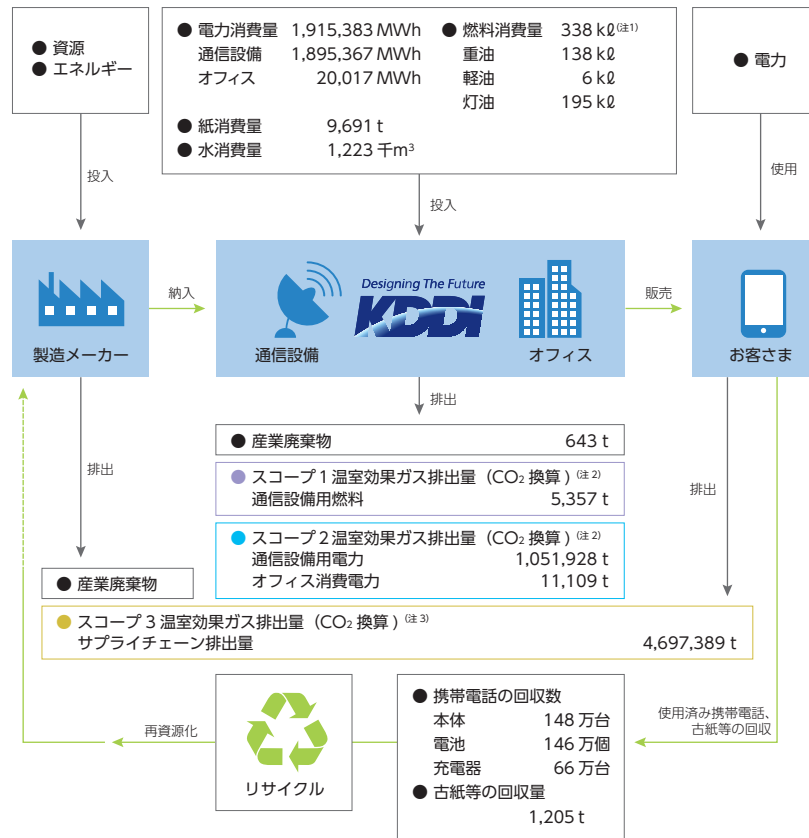 ● 資源
● エネルギー
● 電力消費量 1,915,383 MWh
通信設備 1,895,367 MWh
オフィス 20,017 MWh
● 紙消費量 9,691 t
● 水消費量 1,223 千m³
● 燃料消費量 338 kℓ(注1)
重油 138 kℓ
軽油 6 kℓ
灯油 195 kℓ
● 電力
投入
投入
使用
製造メーカー
納入
通信設備
Designing The Future
KDDI
オフィス
販売
お客さま
排出
排出
排出
● 産業廃棄物 643 t
● スコープ1温室効果ガス排出量（CO₂ 換算）(注2)
通信設備用燃料 5,357 t
● スコープ2温室効果ガス排出量（CO₂ 換算）(注2)
通信設備用電力 1,051,928 t
オフィス消費電力 11,109 t
● 産業廃棄物
● スコープ3温室効果ガス排出量（CO₂ 換算）(注3)
サプライチェーン排出量 4,697,389 t
再資源化
リサイクル
● 携帯電話の回収数
本体 148 万台
電池 146 万個
充電器 66 万台
● 古紙等の回収量
1,205 t
使用済み携帯電話、
古紙等の回収